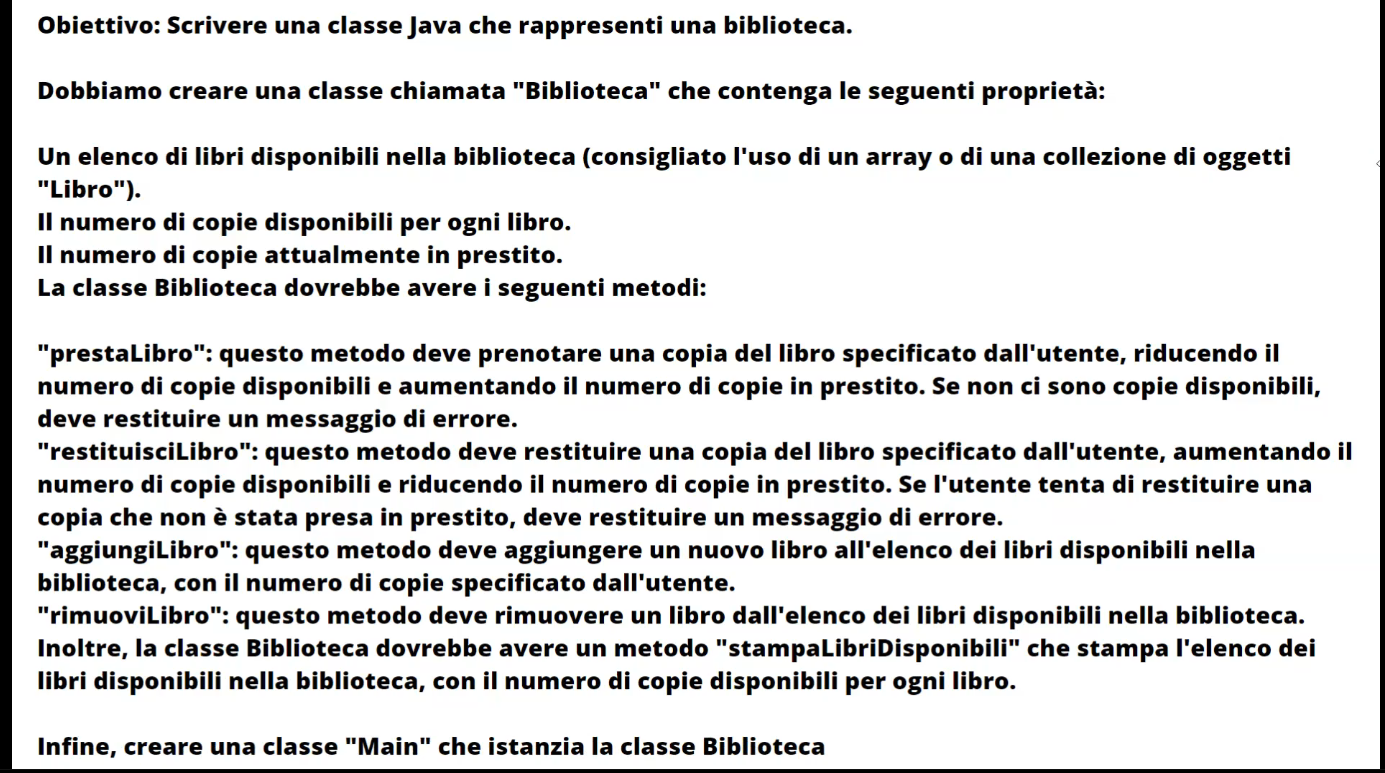 Obiettivo: Scrivere una classe Java che rappresenti una biblioteca.
Dobbiamo creare una classe chiamata "Biblioteca" che contenga le seguenti proprietà:
Un elenco di libri disponibili nella biblioteca (consigliato l'uso di un array o di una collezione di oggetti
"Libro").
Il numero di copie disponibili per ogni libro.
Il numero di copie attualmente in prestito.
La classe Biblioteca dovrebbe avere i seguenti metodi:
"prestaLibro": questo metodo deve prenotare una copia del libro specificato dall'utente, riducendo il
numero di copie disponibili e aumentando il numero di copie in prestito. Se non ci sono copie disponibili,
deve restituire un messaggio di errore.
"restituisciLibro": questo metodo deve restituire una copia del libro specificato dall'utente, aumentando il
numero di copie disponibili e riducendo il numero di copie in prestito. Se l'utente tenta di restituire una
copia che non è stata presa in prestito, deve restituire un messaggio di errore.
"aggiungiLibro": questo metodo deve aggiungere un nuovo libro all'elenco dei libri disponibili nella
biblioteca, con il numero di copie specificato dall'utente.
"rimuoviLibro": questo metodo deve rimuovere un libro dall'elenco dei libri disponibili nella biblioteca.
Inoltre, la classe Biblioteca dovrebbe avere un metodo "stampaLibriDisponibili" che stampa l'elenco dei
libri disponibili nella biblioteca, con il numero di copie disponibili per ogni libro.
Infine, creare una classe "Main" che istanzia la classe Biblioteca